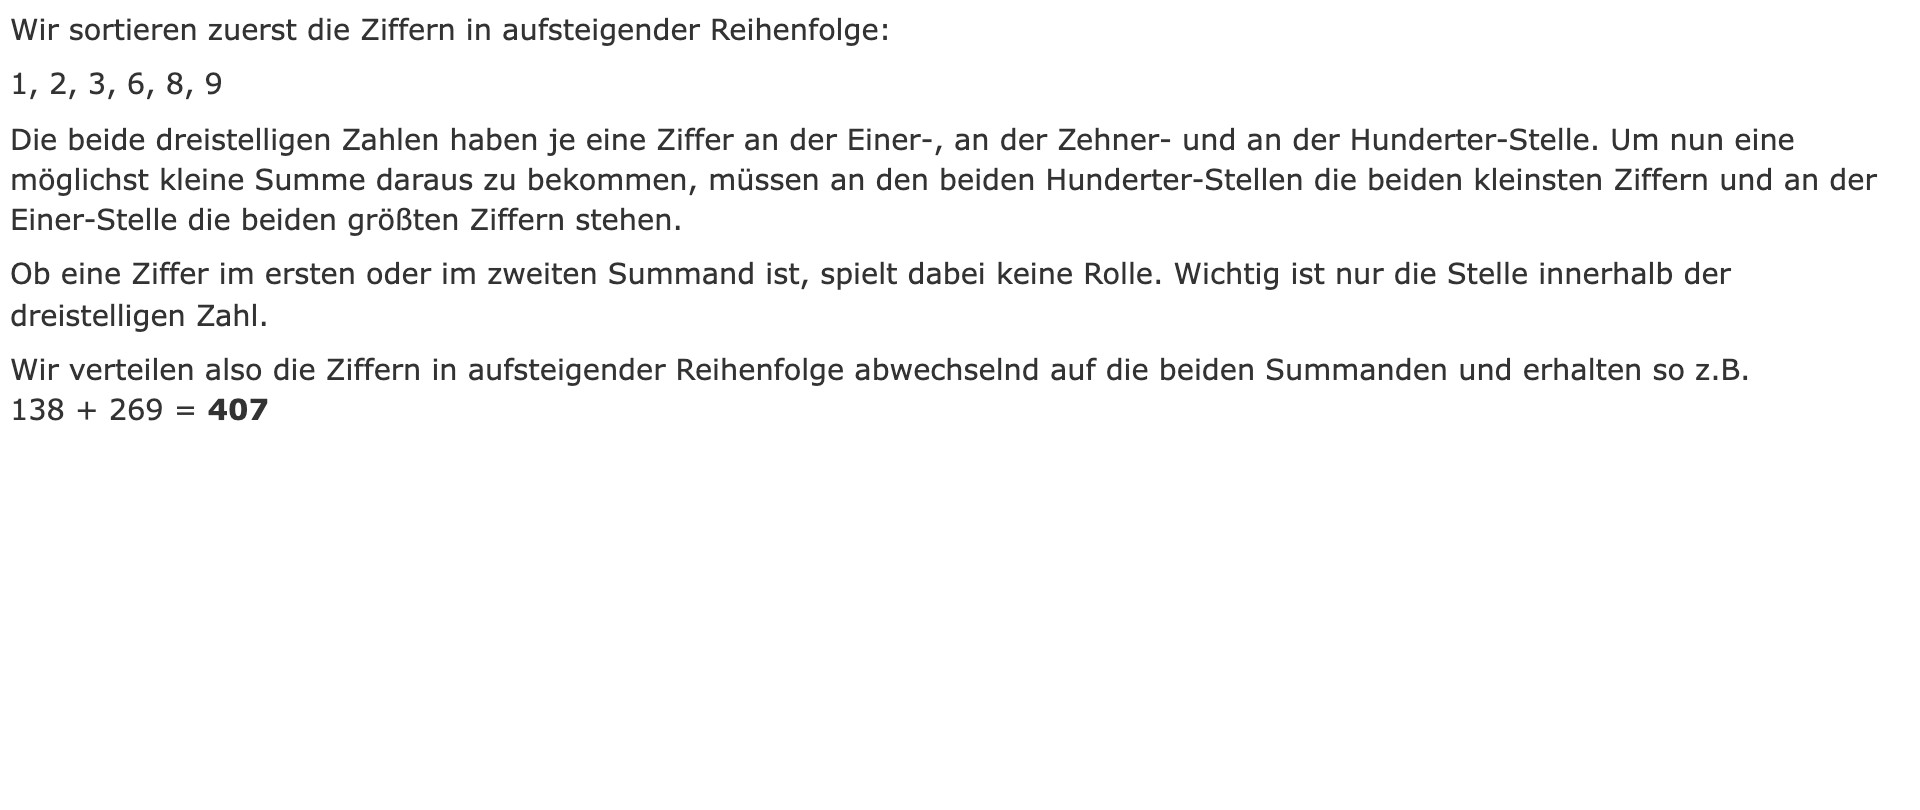 Wir sortieren zuerst die Ziffern in aufsteigender Reihenfolge:
1, 2, 3, 6, 8, 9
Die beide dreistelligen Zahlen haben je eine Ziffer an der Einer-, an der Zehner- und an der Hunderter-Stelle. Um nun eine
möglichst kleine Summe daraus zu bekommen, müssen an den beiden Hunderter-Stellen die beiden kleinsten Ziffern und an der
Einer-Stelle die beiden größten Ziffern stehen.
Ob eine Ziffer im ersten oder im zweiten Summand ist, spielt dabei keine Rolle. Wichtig ist nur die Stelle innerhalb der
dreistelligen Zahl.
Wir verteilen also die Ziffern in aufsteigender Reihenfolge abwechselnd auf die beiden Summanden und erhalten so z.B.
138 + 269 = 407